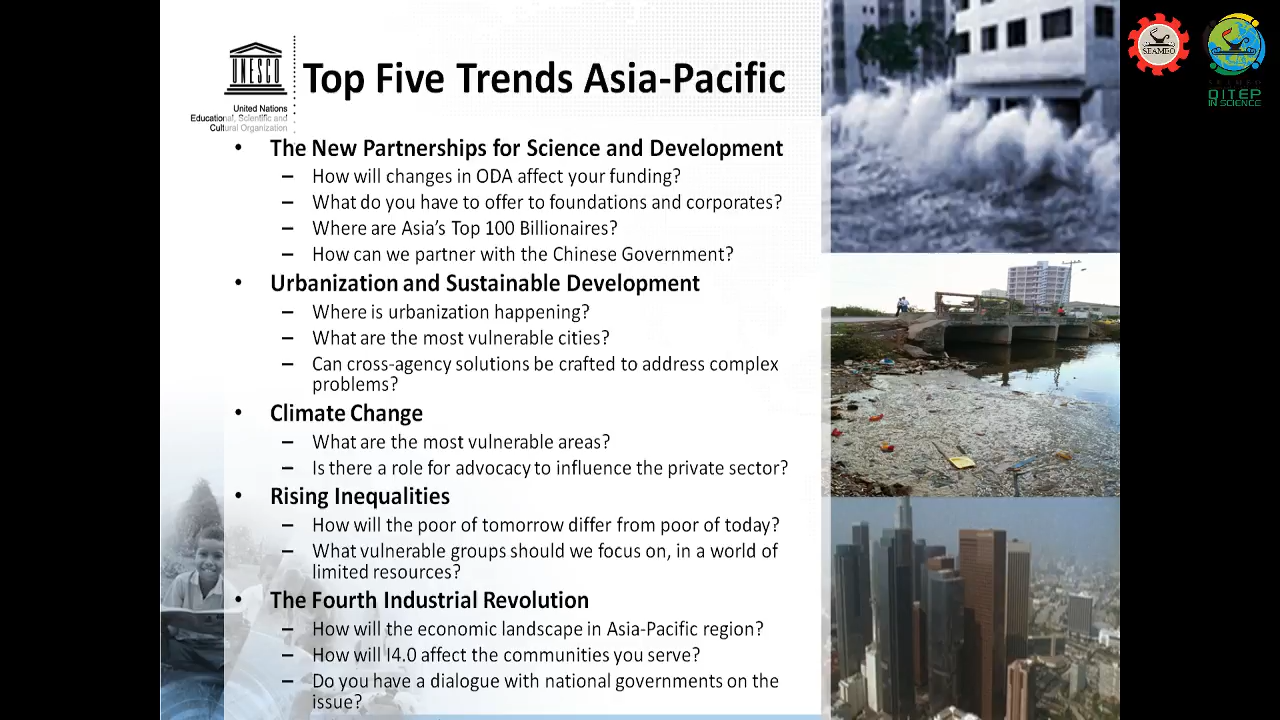 UNESCO
United Nations
Educational, Scientific and
Cultural Organization
Top Five Trends Asia-Pacific
• The New Partnerships for Science and Development
– How will changes in ODA affect your funding?
– What do you have to offer to foundations and corporates?
– Where are Asia's Top 100 Billionaires?
– How can we partner with the Chinese Government?
• Urbanization and Sustainable Development
– Where is urbanization happening?
– What are the most vulnerable cities?
– Can cross-agency solutions be crafted to address complex
problems?
• Climate Change
– What are the most vulnerable areas?
– Is there a role for advocacy to influence the private sector?
• Rising Inequalities
– How will the poor of tomorrow differ from poor of today?
– What vulnerable groups should we focus on, in a world of
limited resources?
• The Fourth Industrial Revolution
– How will the economic landscape in Asia-Pacific region?
– How will I4.0 affect the communities you serve?
– Do you have a dialogue with national governments on the
issue?
SEAMEO
SEAMEO
QITEP
IN SCIENCE